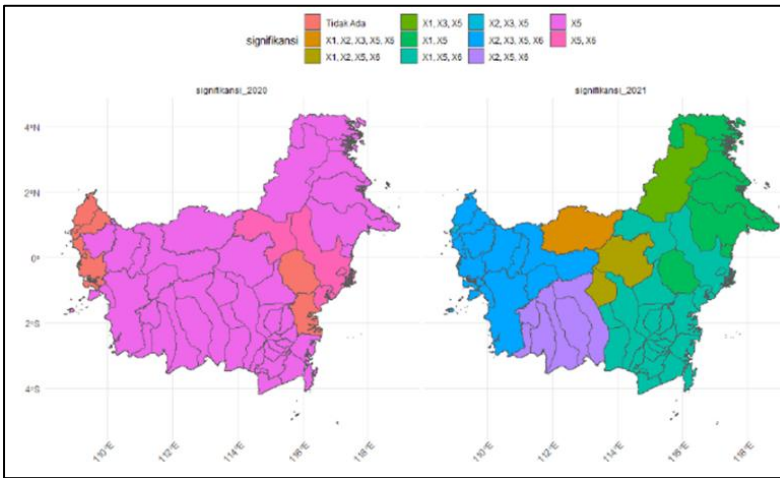 signifikansi
Tidak Ada
X1, X2, X3, X5, X6
X1, X2, X5, X6
X1, X3, X5
X1, X5
X1, X5, X6
X2, X3, X5
X2, X3, X5, X6
X2, X5, X6
X5
X5, X6
signifikansi_2020
signifikansi_2021
4°N
2°N
0°
2°S
4°S
110°E
112°E
114°E
116°E
118°E
110°E
112°E
114°E
116°E
118°E